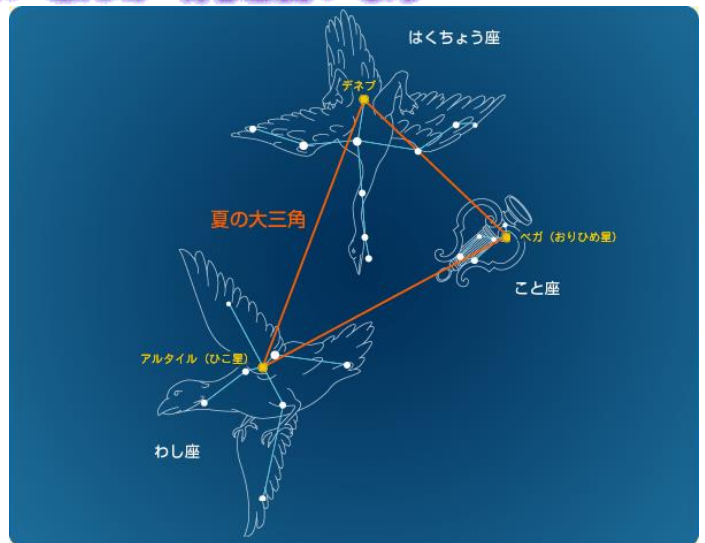 はくちょう座
デネブ
夏の大三角
ベガ（おりひめ星）
こと座
アルタイル（ひこ星）
わし座